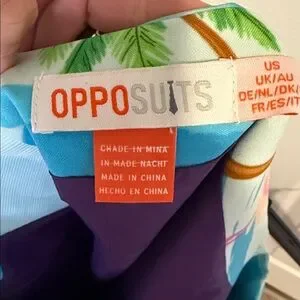 OPPOSUITS
US
UK/AU
DE/NL/DK/
FR/ES/IT
CHADE IN MINA
IN MADE NACHT
MADE IN CHINA
HECHO EN CHINA